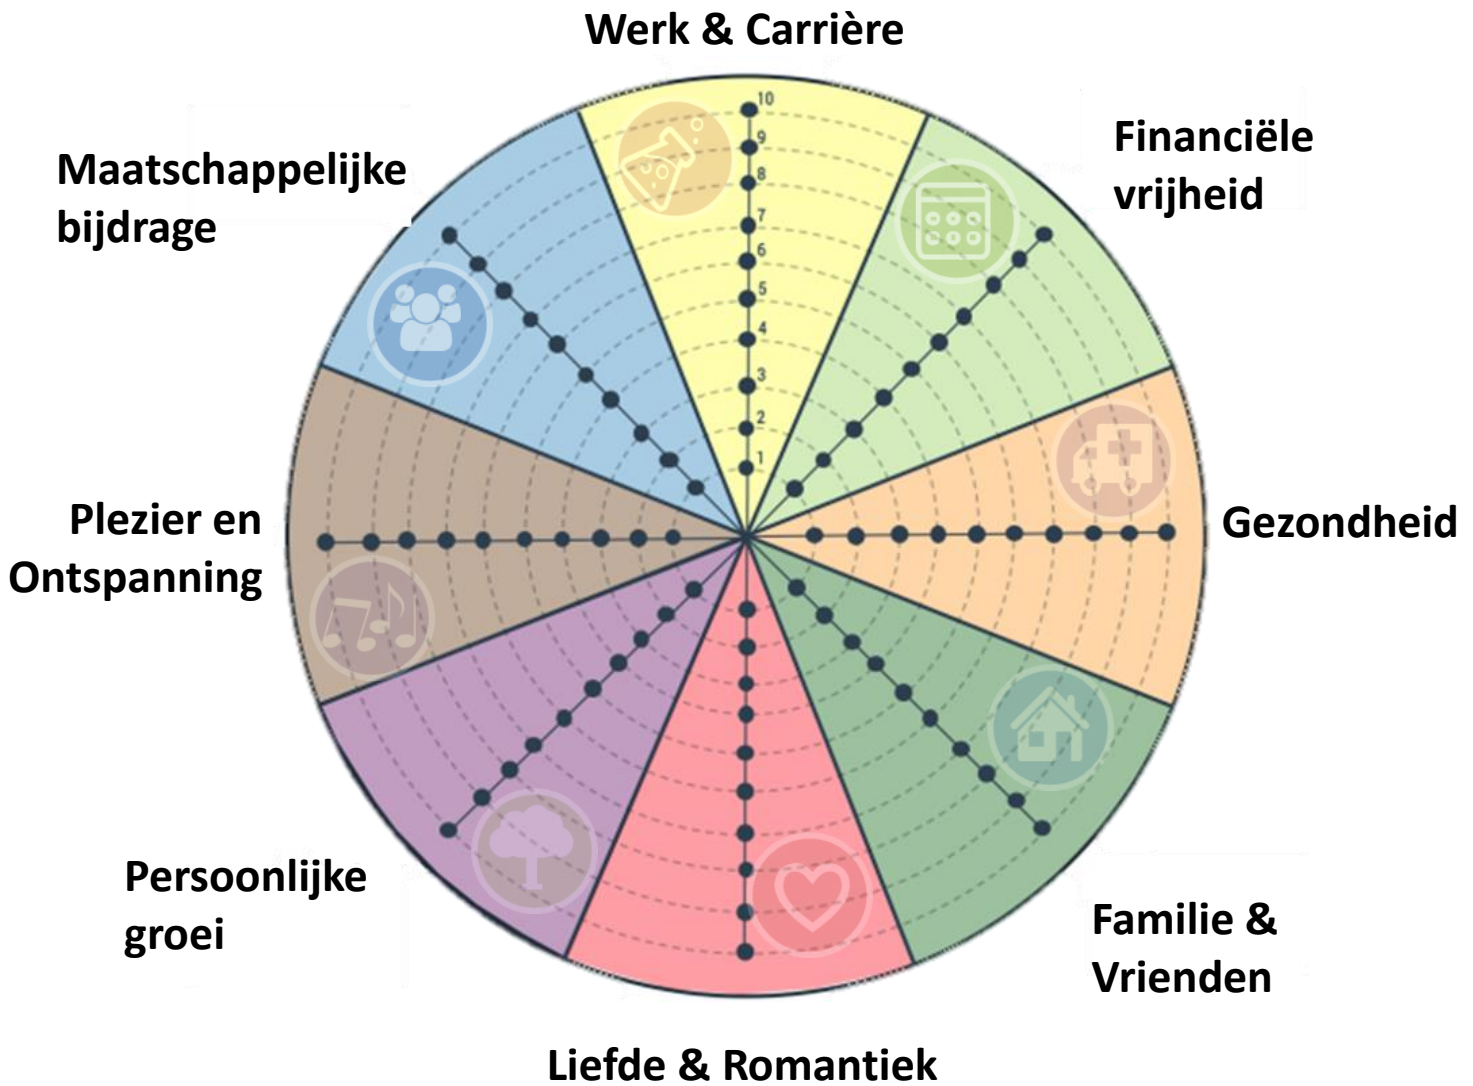 Werk & Carrière
Financiële
vrijheid
Gezondheid
Familie &
Vrienden
Liefde & Romantiek
Persoonlijke
groei
Plezier en
Ontspanning
Maatschappelijke
bijdrage
10
9
8
7
6
5
4
3
2
1